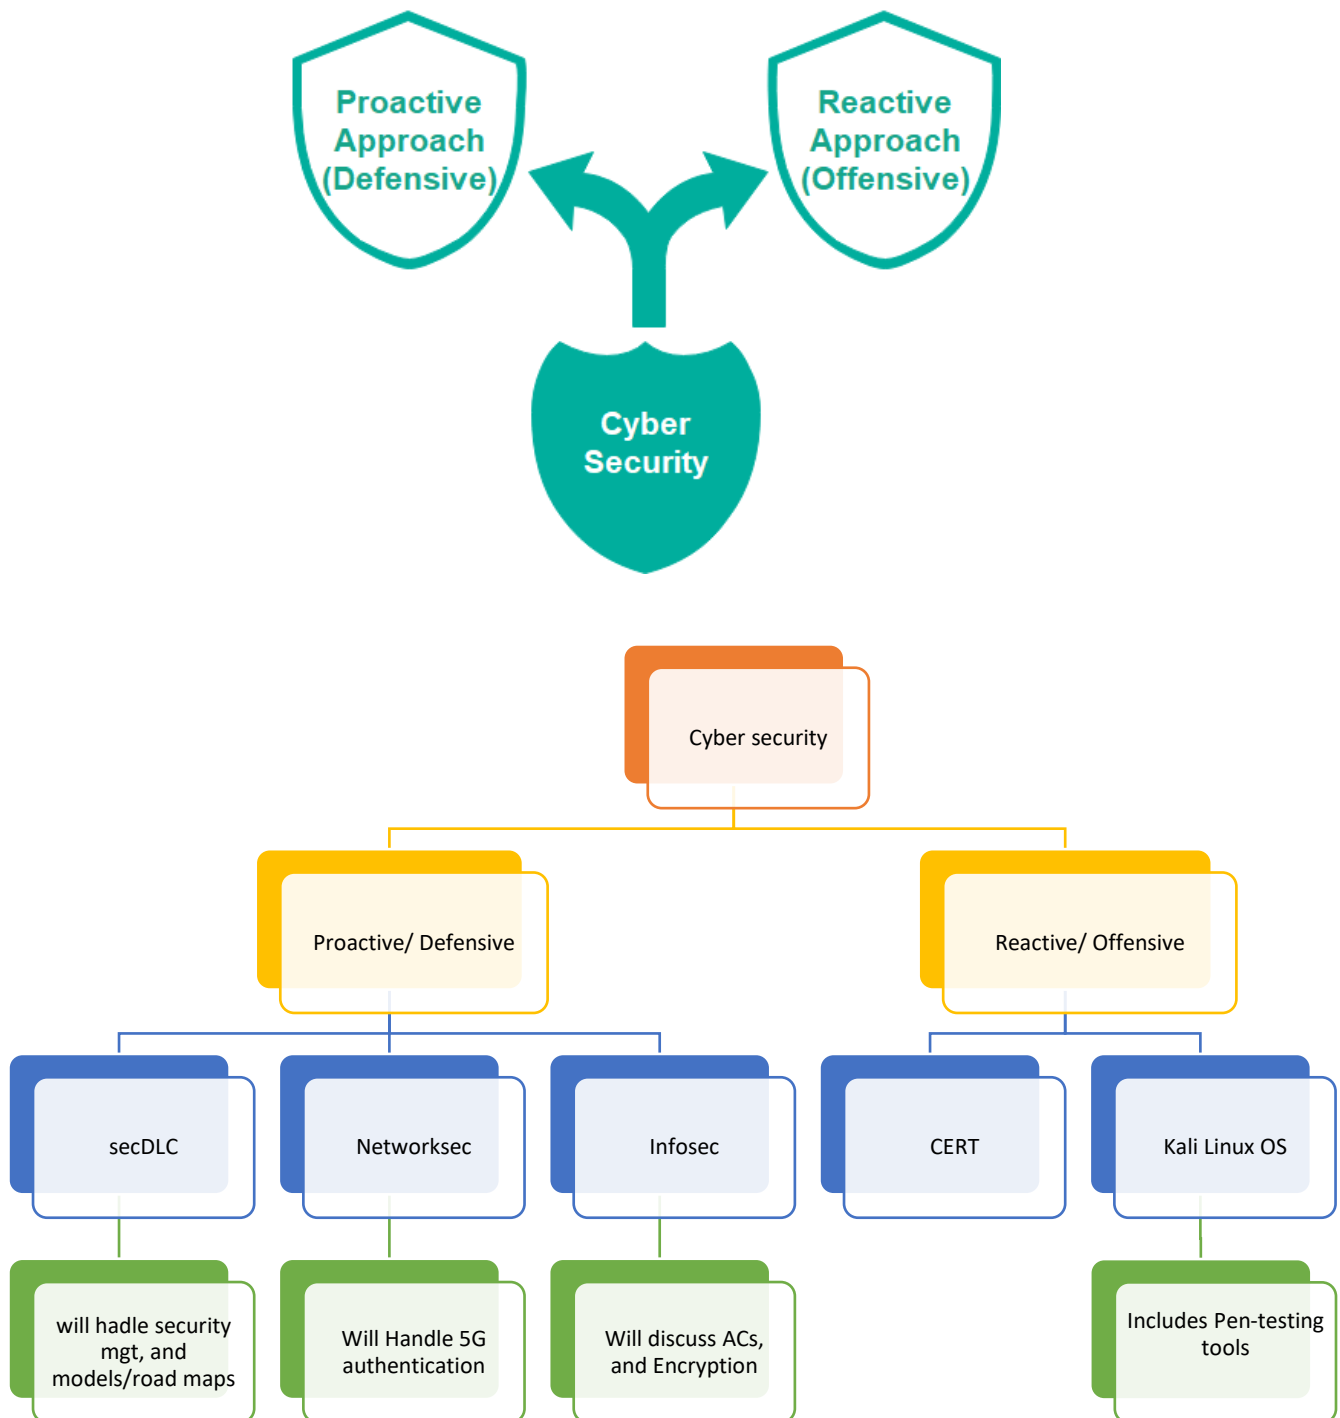 Proactive
Approach
(Defensive)
Reactive
Approach
(Offensive)
Cyber
Security
Cyber security
Proactive/ Defensive
Reactive/ Offensive
secDLC
Networksec
Infosec
CERT
Kali Linux OS
will hadle security
mgt, and
models/road maps
Will Handle 5G
authentication
Will discuss ACs,
and Encryption
Includes Pen-testing
tools